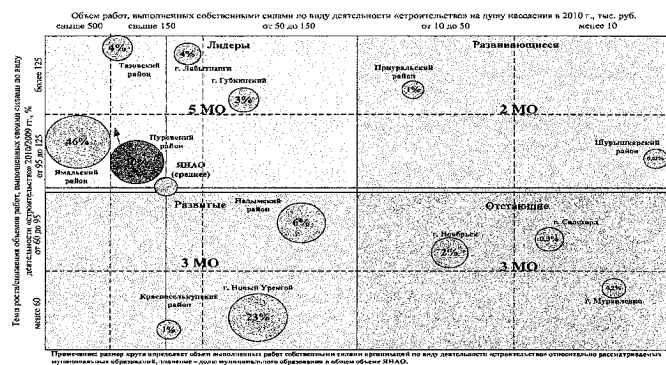 Объем работ, выполненных собственными силами по виду деятельности «строительство» на душу населения в 2010 г., тыс. руб.
свыше 500 свыше 150 от 50 до 150 от 10 до 50 менее 10
Темп роста/снижения объемов работ, выполненных своими силами по виду
деятельности «строительство» 2010/2009 гг., %
более 125
от 95 до 125
от 60 до 95
менее 60
Лидеры
4%
Тазовский
район
4%
г. Лабытнанги
г. Губкинский
3%
5 МО
Развивающиеся
Приуральский
район
1%
2 МО
46%
Ямальский
район
Пуровский
район
ЯНАО
(среднее)
Шурышкарский
район
Развитые
Надымский
район
6%
3 МО
Отстающие
г. Ноябрьск
2%
г. Салехард
3 МО
Красноселькупский
район
1%
г. Новый Уренгой
23%
г. Муравленко
Примечание: размер круга определяет объем выполненных работ собственными силами организаций по виду деятельности «строительство» относительно рассматриваемых
муниципальных образований, значение – доля муниципального образования в общем объеме ЯНАО.